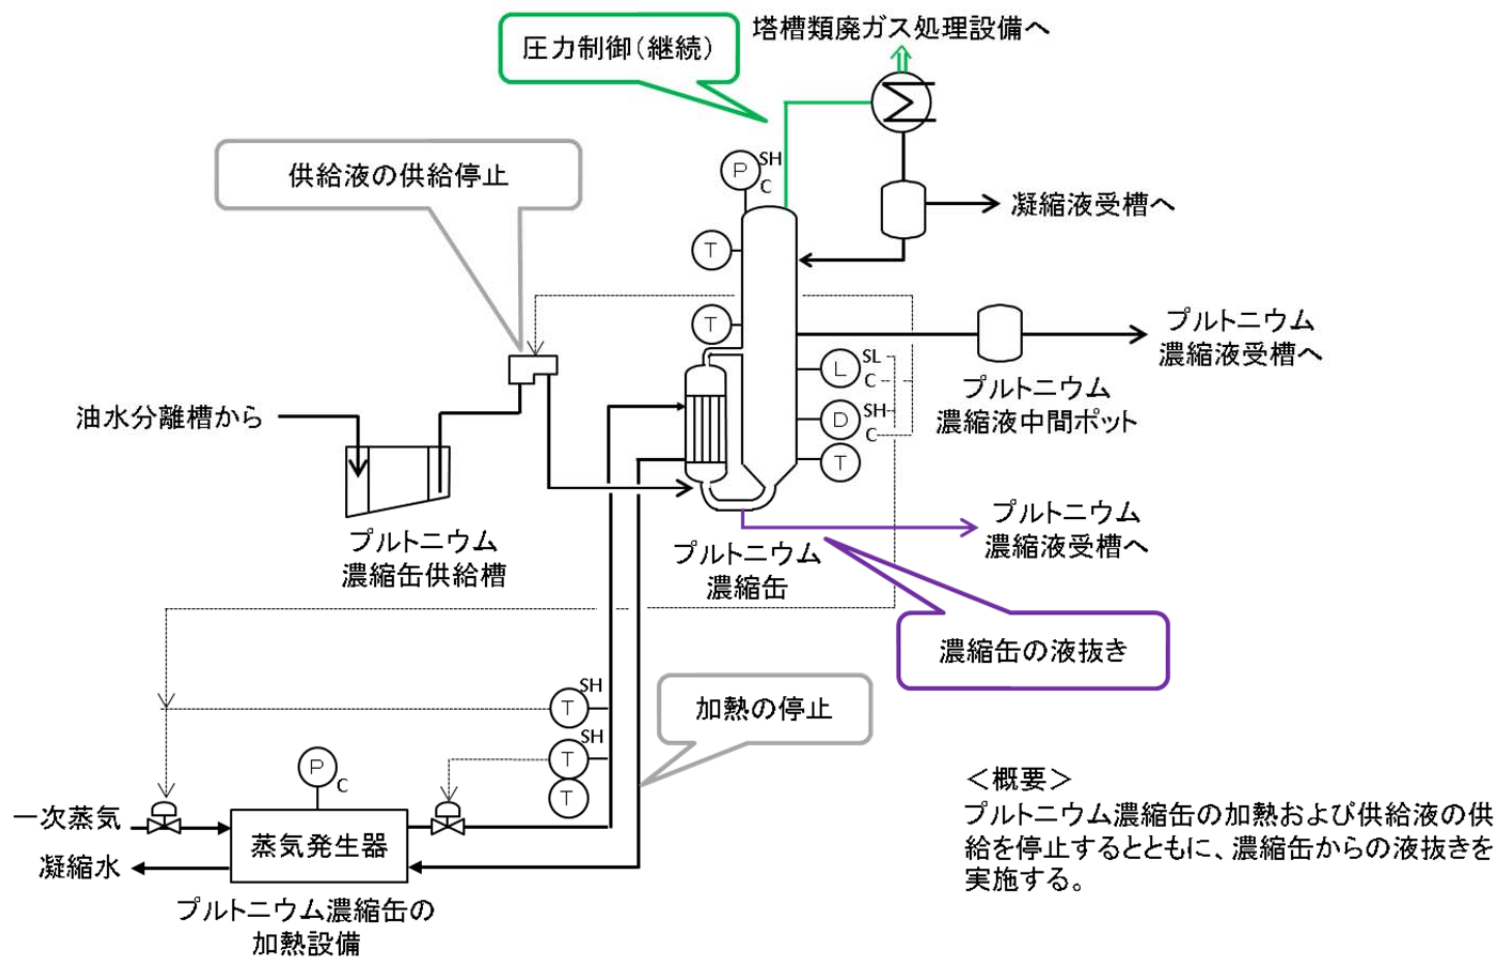 塔槽類廃ガス処理設備へ
圧力制御(継続)
供給液の供給停止
P
SH
C
凝縮液受槽へ
T
T
プルトニウム
濃縮液受槽へ
L
SL
C
プルトニウム
濃縮液中間ポット
D
SH
C
T
油水分離槽から
プルトニウム
濃縮缶供給槽
プルトニウム
濃縮缶
プルトニウム
濃縮液受槽へ
濃縮缶の液抜き
加熱の停止
T
SH
T
SH
T
P
C
一次蒸気
蒸気発生器
凝縮水
プルトニウム濃縮缶の
加熱設備
<概要>
プルトニウム濃縮缶の加熱および供給液の供
給を停止するとともに、濃縮缶からの液抜きを
実施する。